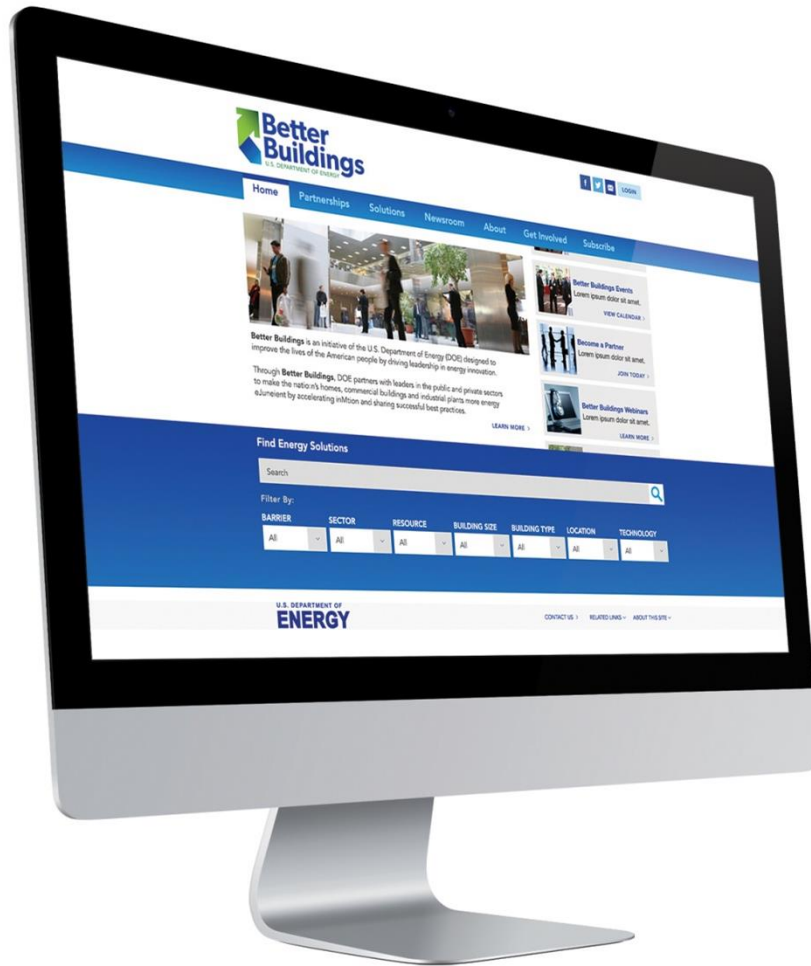 Better
Buildings
U.S. DEPARTMENT OF ENERGY
LOGIN
Home Partnerships Solutions Newsroom About Get Involved Subscribe
Better Buildings Events
Lorem ipsum dolor sit amet.
VIEW CALENDAR >
Become a Partner
Lorem ipsum dolor sit amet.
JOIN TODAY >
Better Buildings Webinars
Lorem ipsum dolor sit amet.
LEARN MORE >
Better Buildings is an initiative of the U.S. Department of Energy (DOE) designed to
improve the lives of the American people by driving leadership in energy innovation.
Through Better Buildings, DOE partners with leaders in the public and private sectors
to make the nation's homes, commercial buildings and industrial plants more energy
by accelerating and sharing successful best practices.
LEARN MORE >
Find Energy Solutions
Search
Filter By:
BARRIER SECTOR RESOURCE BUILDING SIZE BUILDING TYPE LOCATION TECHNOLOGY
All All All All All All All
U.S. DEPARTMENT OF
ENERGY
CONTACT US > RELATED LINKS ABOUT THIS SITE